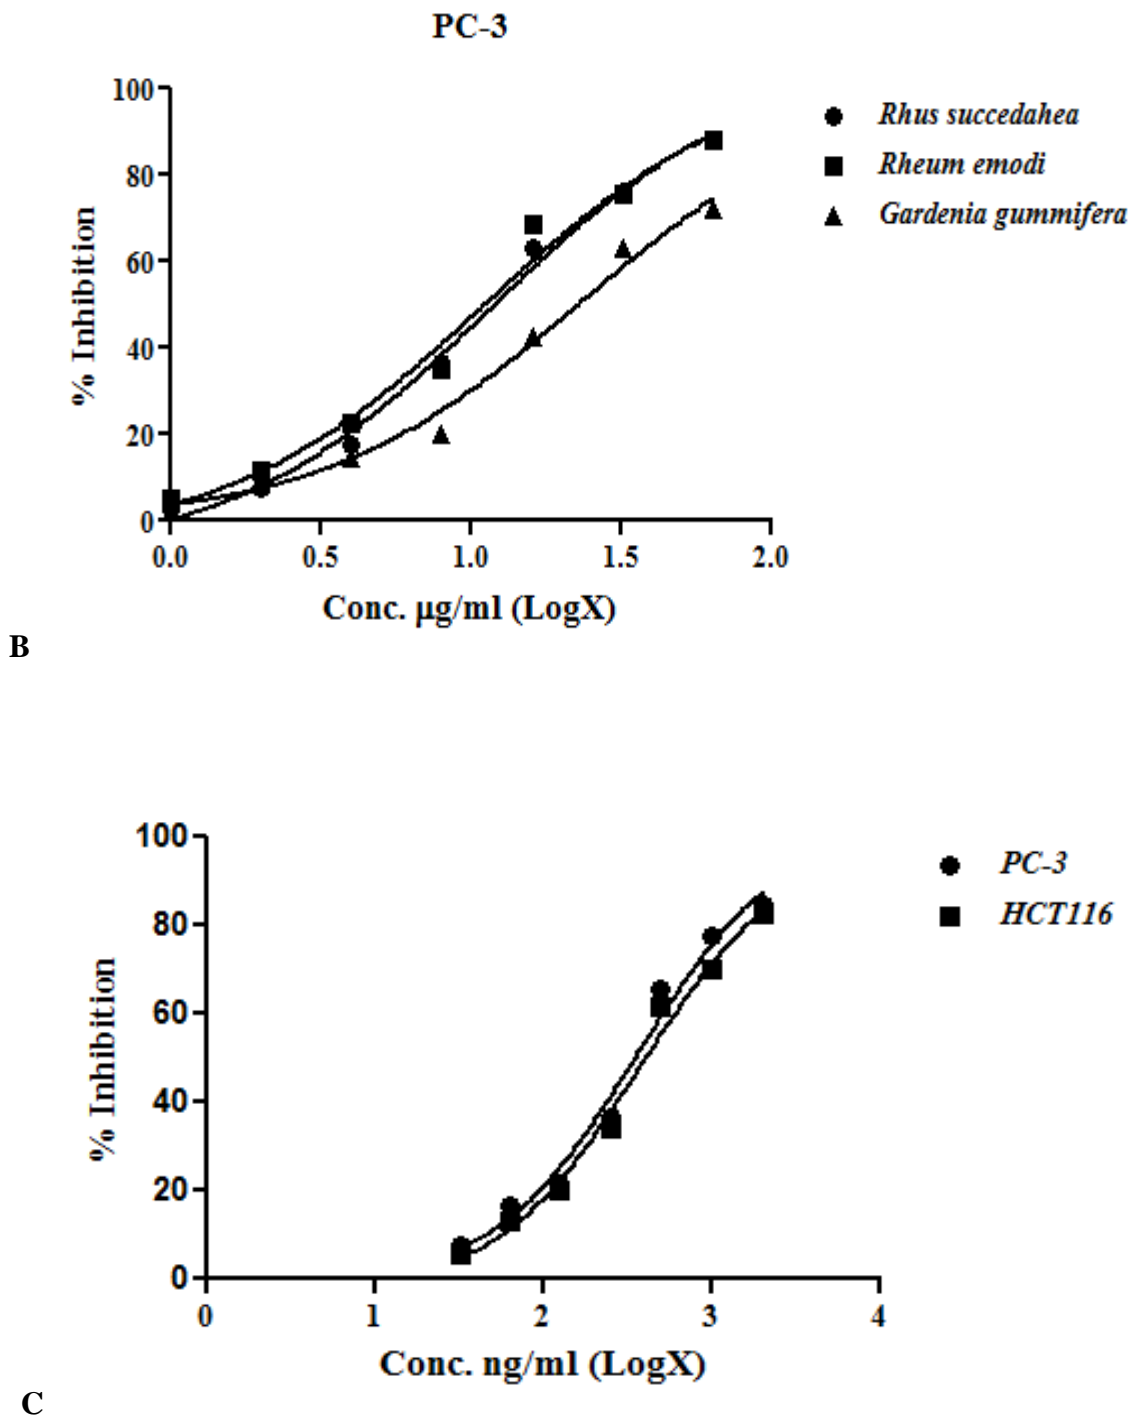 PC-3
100
80
60
40
20
0
% Inhibition
0.0 0.5 1.0 1.5 2.0
Conc. µg/ml (LogX)
Rhus succedahea
Rheum emodi
Gardenia gummifera
B
100
80
60
40
20
0
% Inhibition
0 1 2 3 4
Conc. ng/ml (LogX)
PC-3
HCT116
C